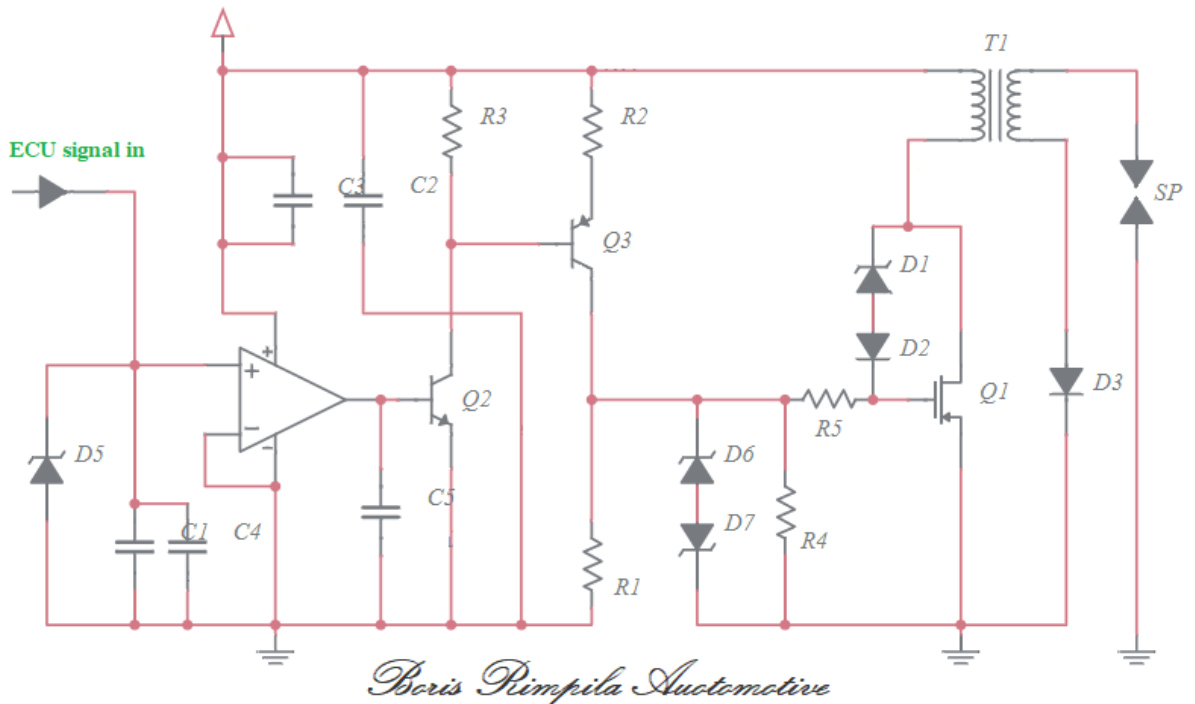 T1
R3
R2
ECU signal in
C3
C2
SP
Q3
D1
D2
+
+
Q2
Q1
D3
R5
−
−
D5
D6
C5
D7
C1
C4
R4
R1
Boris Rimpila Auotomotive